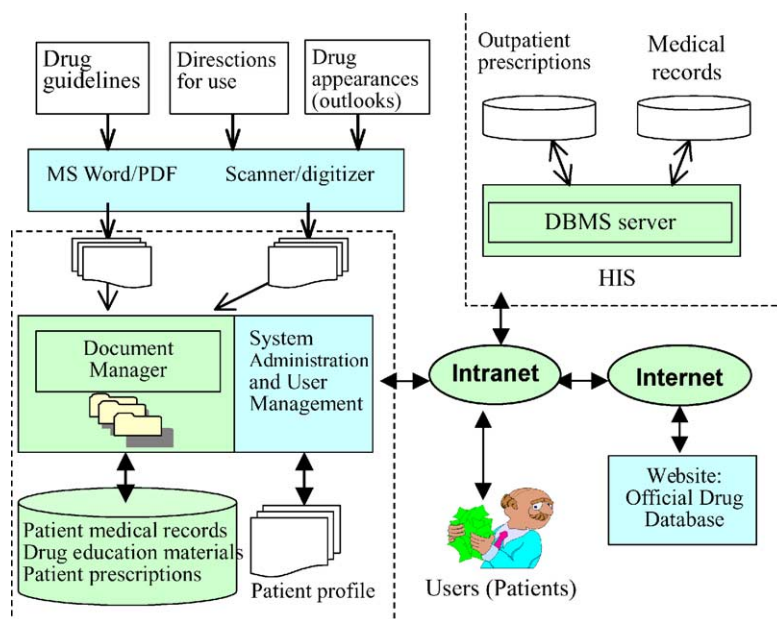 Drug
guidelines
Directions
for use
Drug
appearances
(outlooks)
Outpatient
prescriptions
Medical
records
MS Word/PDF
Scanner/digitizer
DBMS server
HIS
Document
Manager
System
Administration
and User
Management
Intranet
Internet
Patient medical records
Drug education materials
Patient prescriptions
Patient profile
Users (Patients)
Website:
Official Drug
Database